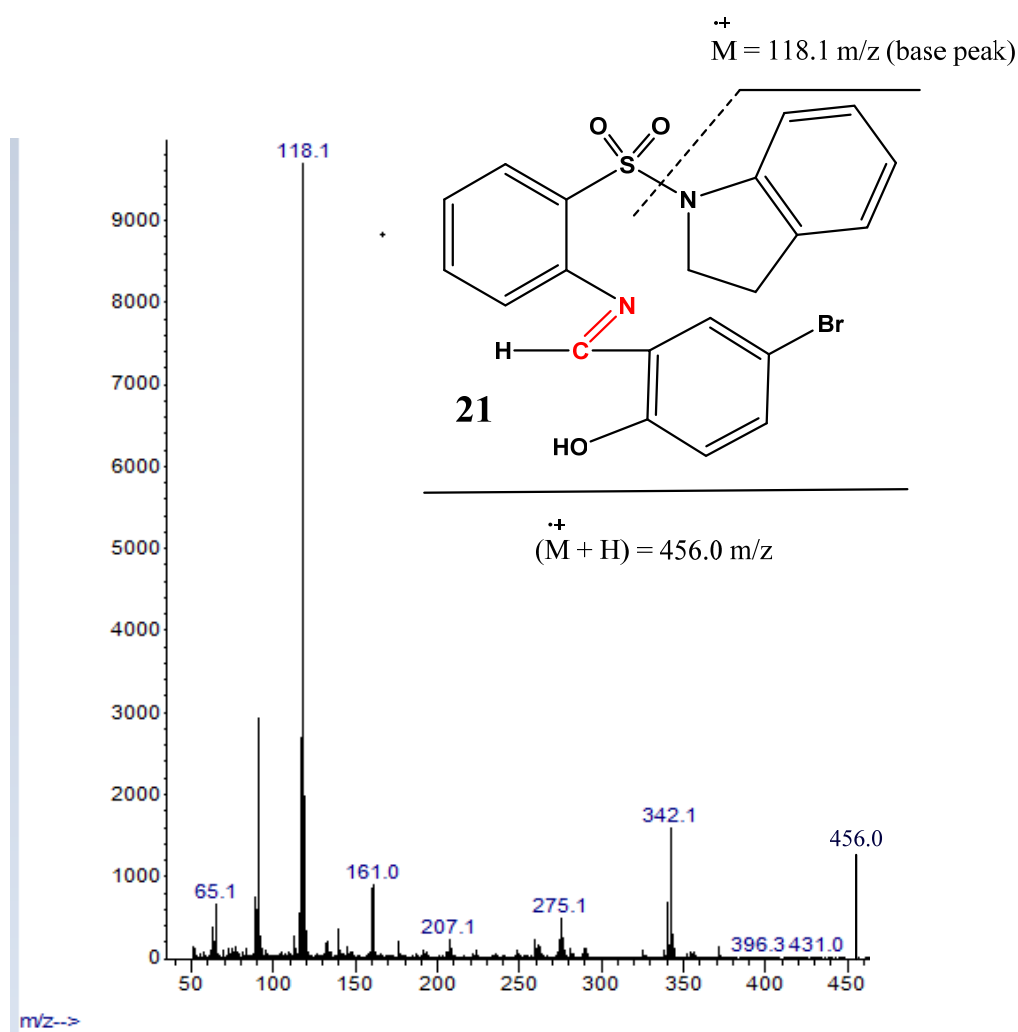 ·+
M = 118.1 m/z (base peak)
118.1
O O
S
N
N
H C
Br
21
HO
·+
(M + H) = 456.0 m/z
9000
8000
7000
6000
5000
4000
3000
2000
1000
0
65.1
161.0
207.1
275.1
342.1
396.3 431.0
456.0
50 100 150 200 250 300 350 400 450
m/z-->